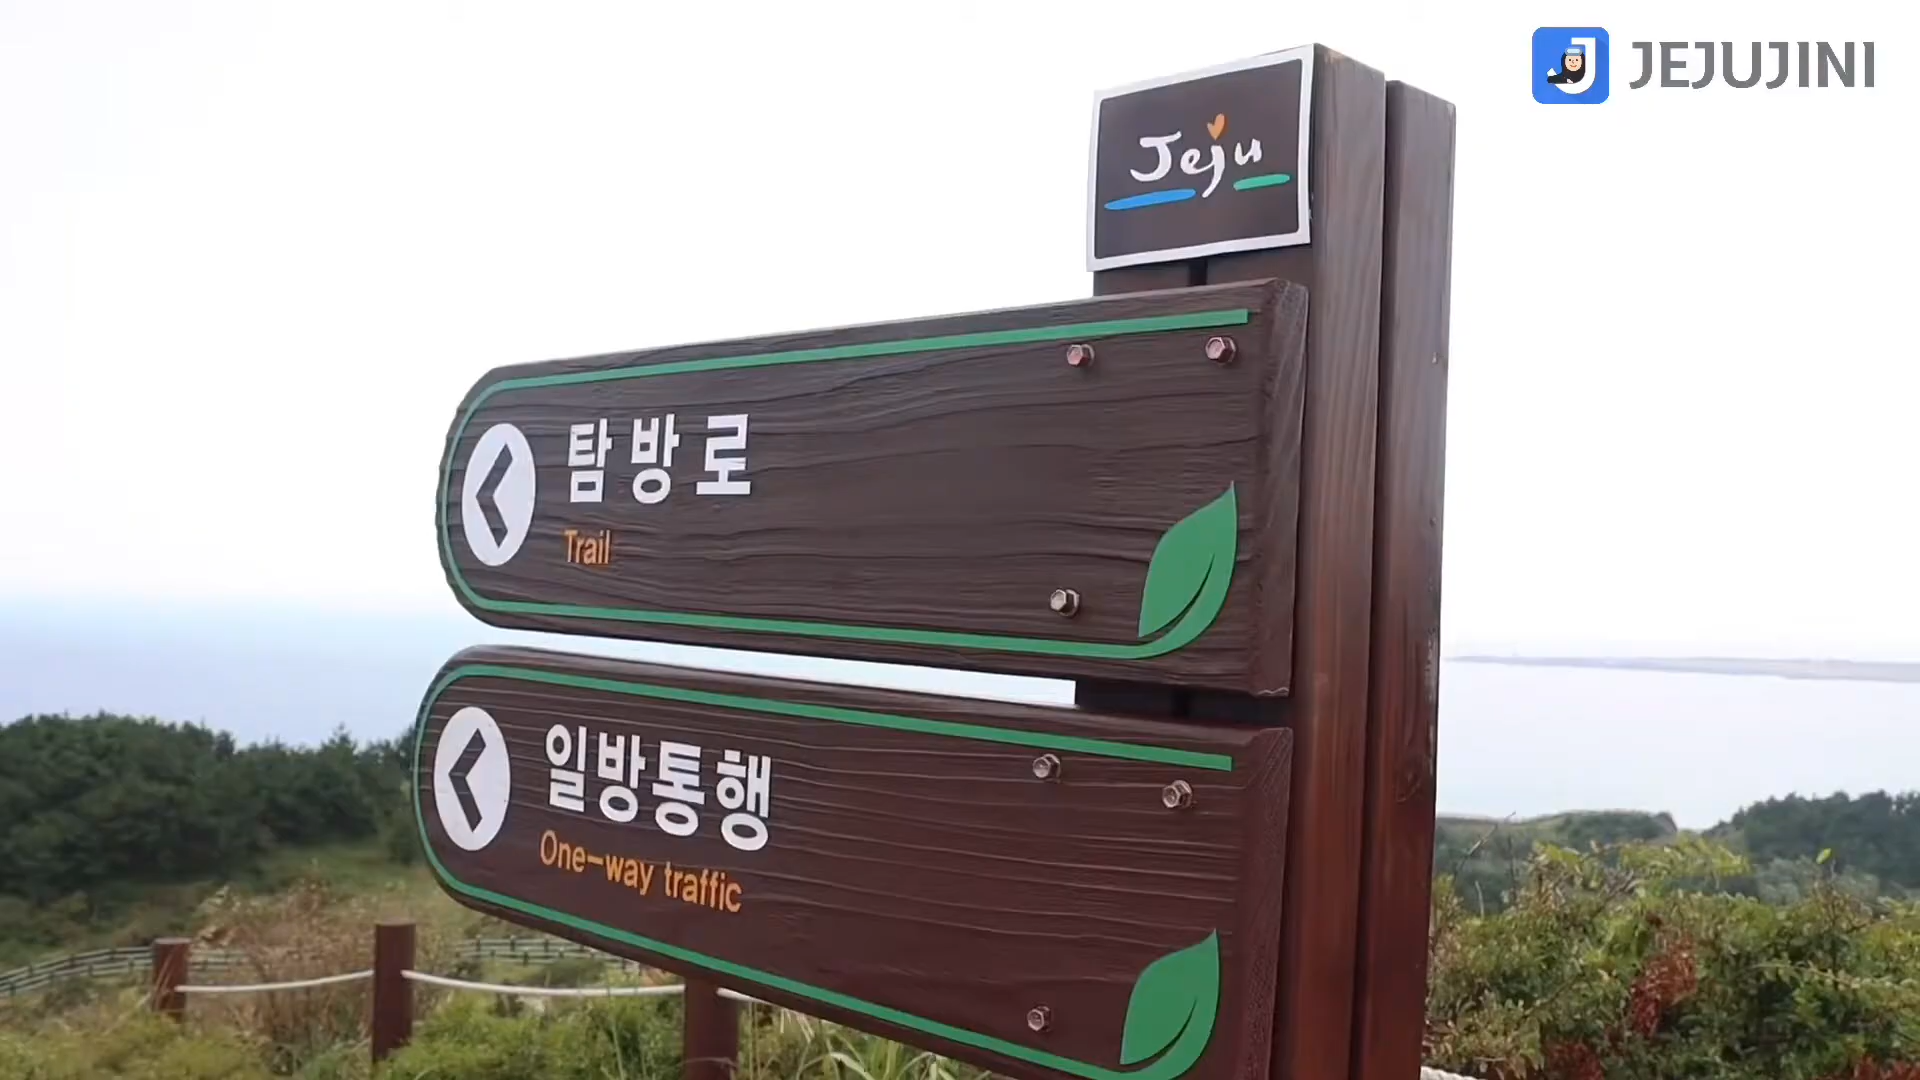 JEJUJINI
Jeju
탐방로
Trail
일방통행
One-way traffic